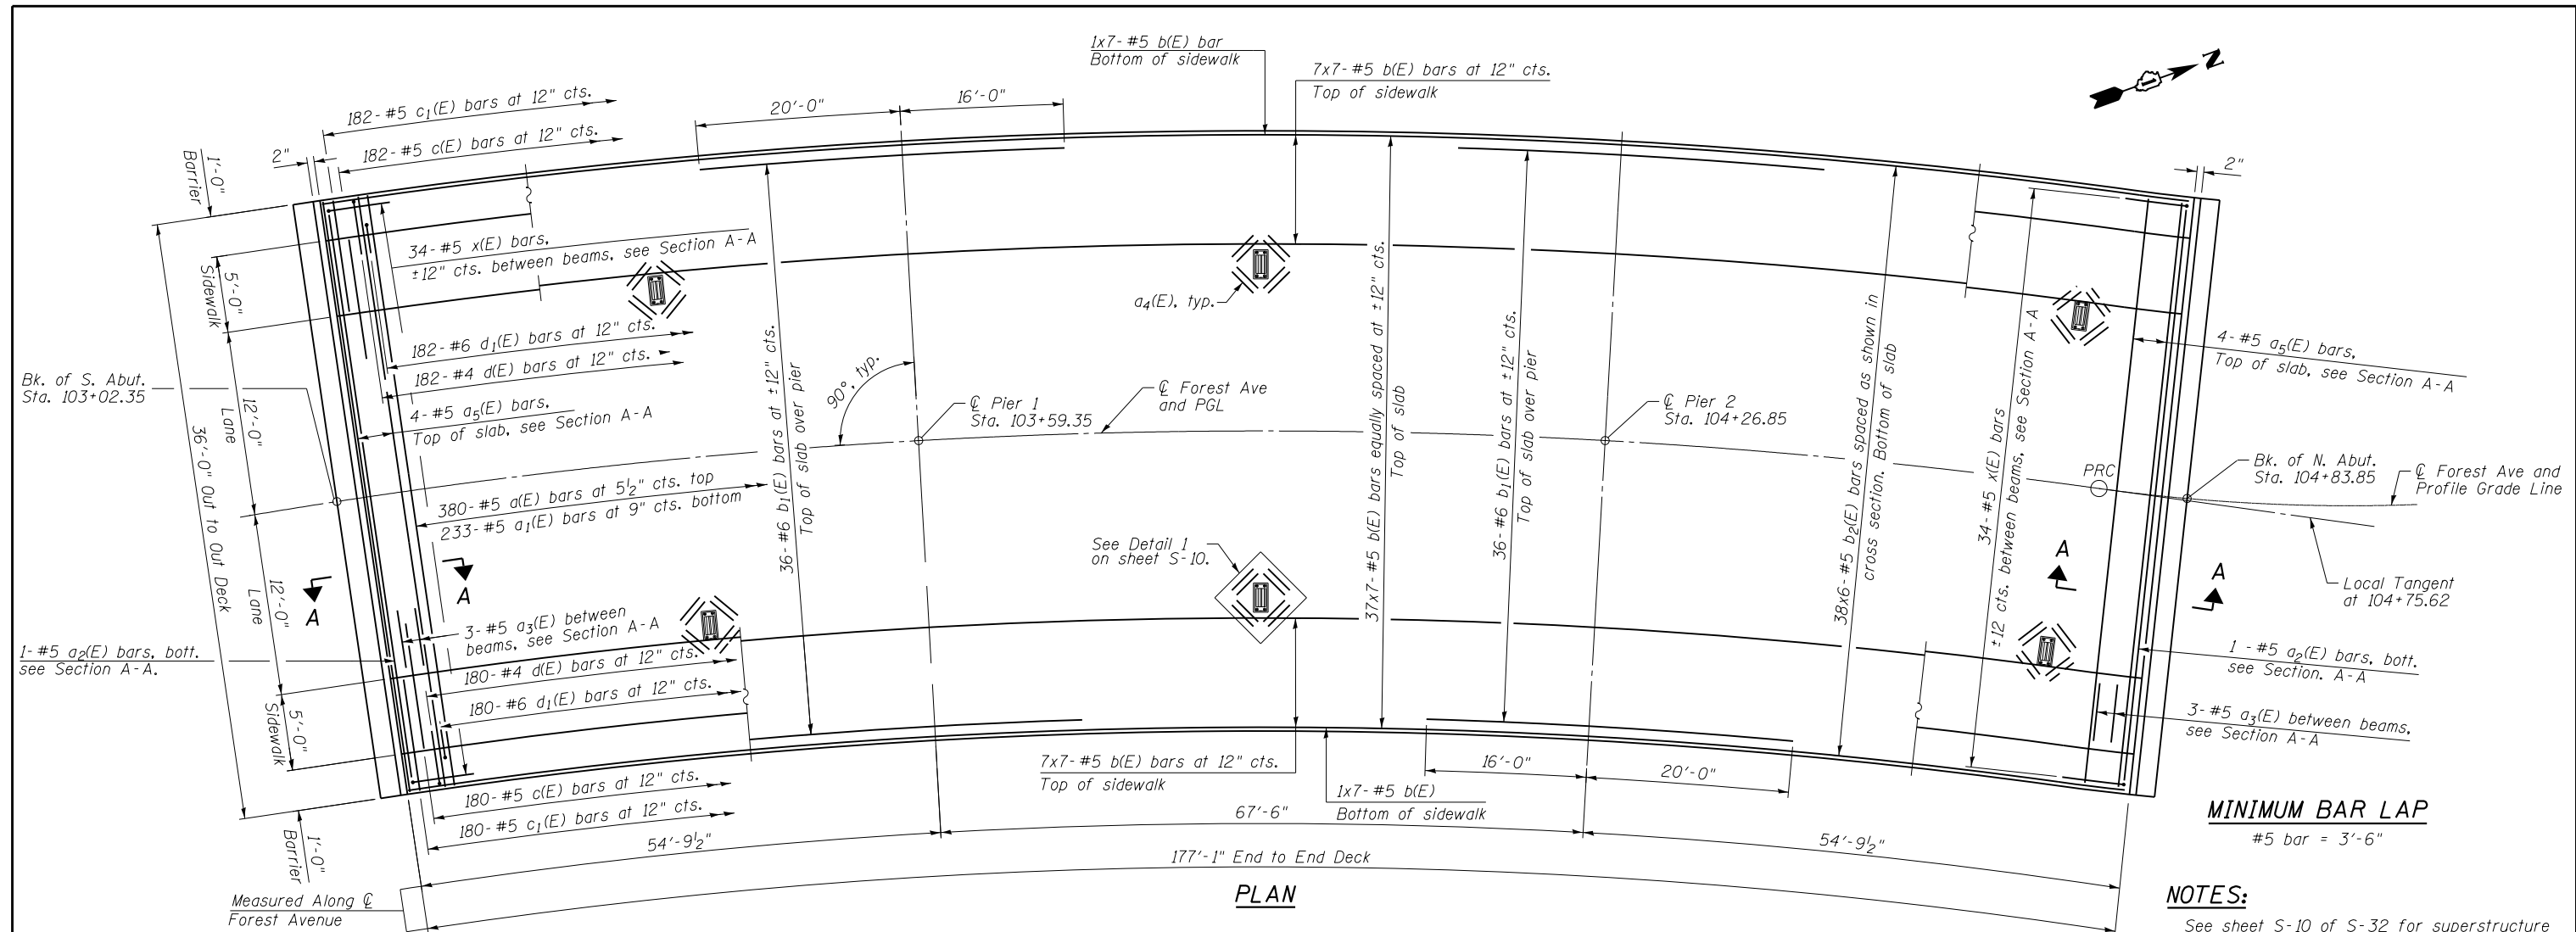 1x7-#5 b(E) bar
Bottom of sidewalk
7x7-#5 b(E) bars at 12" cts.
Top of sidewalk
N
182-#5 c₁(E) bars at 12" cts.
182-#5 c(E) bars at 12" cts.
20'-0"
16'-0"
2"
2"
1'-0"
Barrier
34-#5 x(E) bars,
±12" cts. between beams, see Section A-A
5'-0"
Sidewalk
a₄(E), typ.
182-#6 d₁(E) bars at 12" cts.
182-#4 d(E) bars at 12" cts.
4-#5 a₅(E) bars,
Top of slab, see Section A-A
Bk. of S. Abut.
Sta. 103+02.35
12'-0"
Lane
36'-0" Out to Out Deck
90°, typ.
℄ Pier 1
Sta. 103+59.35
℄ Forest Ave
and PGL
36-#6 b₁(E) bars at ±12" cts.
Top of slab over pier
37x7-#5 b(E) bars equally spaced at ±12" cts.
Top of slab
36-#6 b₁(E) bars at ±12" cts.
Top of slab over pier
℄ Pier 2
Sta. 104+26.85
38x6-#5 b₂(E) bars spaced as shown in
cross section. Bottom of slab
34-#5 x(E) bars
±12 cts. between beams, see Section A-A
4-#5 a₅(E) bars,
Top of slab, see Section A-A
PRC
Bk. of N. Abut.
Sta. 104+83.85
℄ Forest Ave and
Profile Grade Line
Local Tangent
at 104+75.62
380-#5 a(E) bars at 5½" cts. top
233-#5 a₁(E) bars at 9" cts. bottom
See Detail 1
on sheet S-10.
12'-0"
Lane
A
A
A
A
3-#5 a₃(E) between
beams, see Section A-A
1-#5 a₂(E) bars, bott.
see Section A-A.
180-#4 d(E) bars at 12" cts.
180-#6 d₁(E) bars at 12" cts.
5'-0"
Sidewalk
1 -#5 a₂(E) bars, bott.
see Section. A-A
3-#5 a₃(E) between beams,
see Section A-A
180-#5 c(E) bars at 12" cts.
180-#5 c₁(E) bars at 12" cts.
7x7-#5 b(E) bars at 12" cts.
Top of sidewalk
1x7-#5 b(E)
Bottom of sidewalk
16'-0"
20'-0"
1'-0"
Barrier
54'-9½"
67'-6"
54'-9½"
177'-1" End to End Deck
Measured Along ℄
Forest Avenue
PLAN
MINIMUM BAR LAP
#5 bar = 3'-6"
NOTES:
See sheet S-10 of S-32 for superstructure